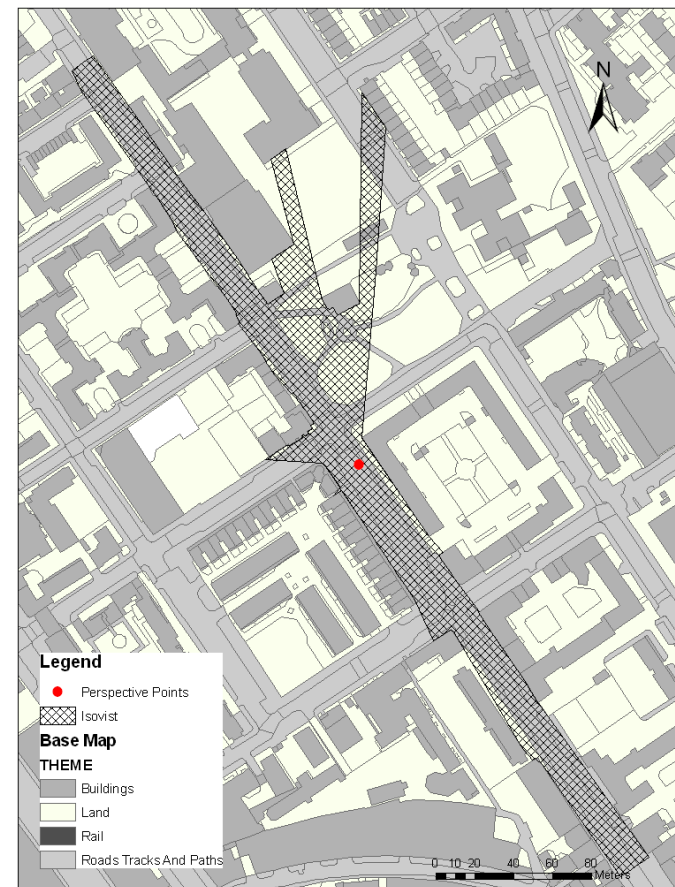 N
Legend
Perspective Points
Isovist
Base Map
THEME
Buildings
Land
Rail
Roads Tracks And Paths
0 10 20 40 60 80
Meters